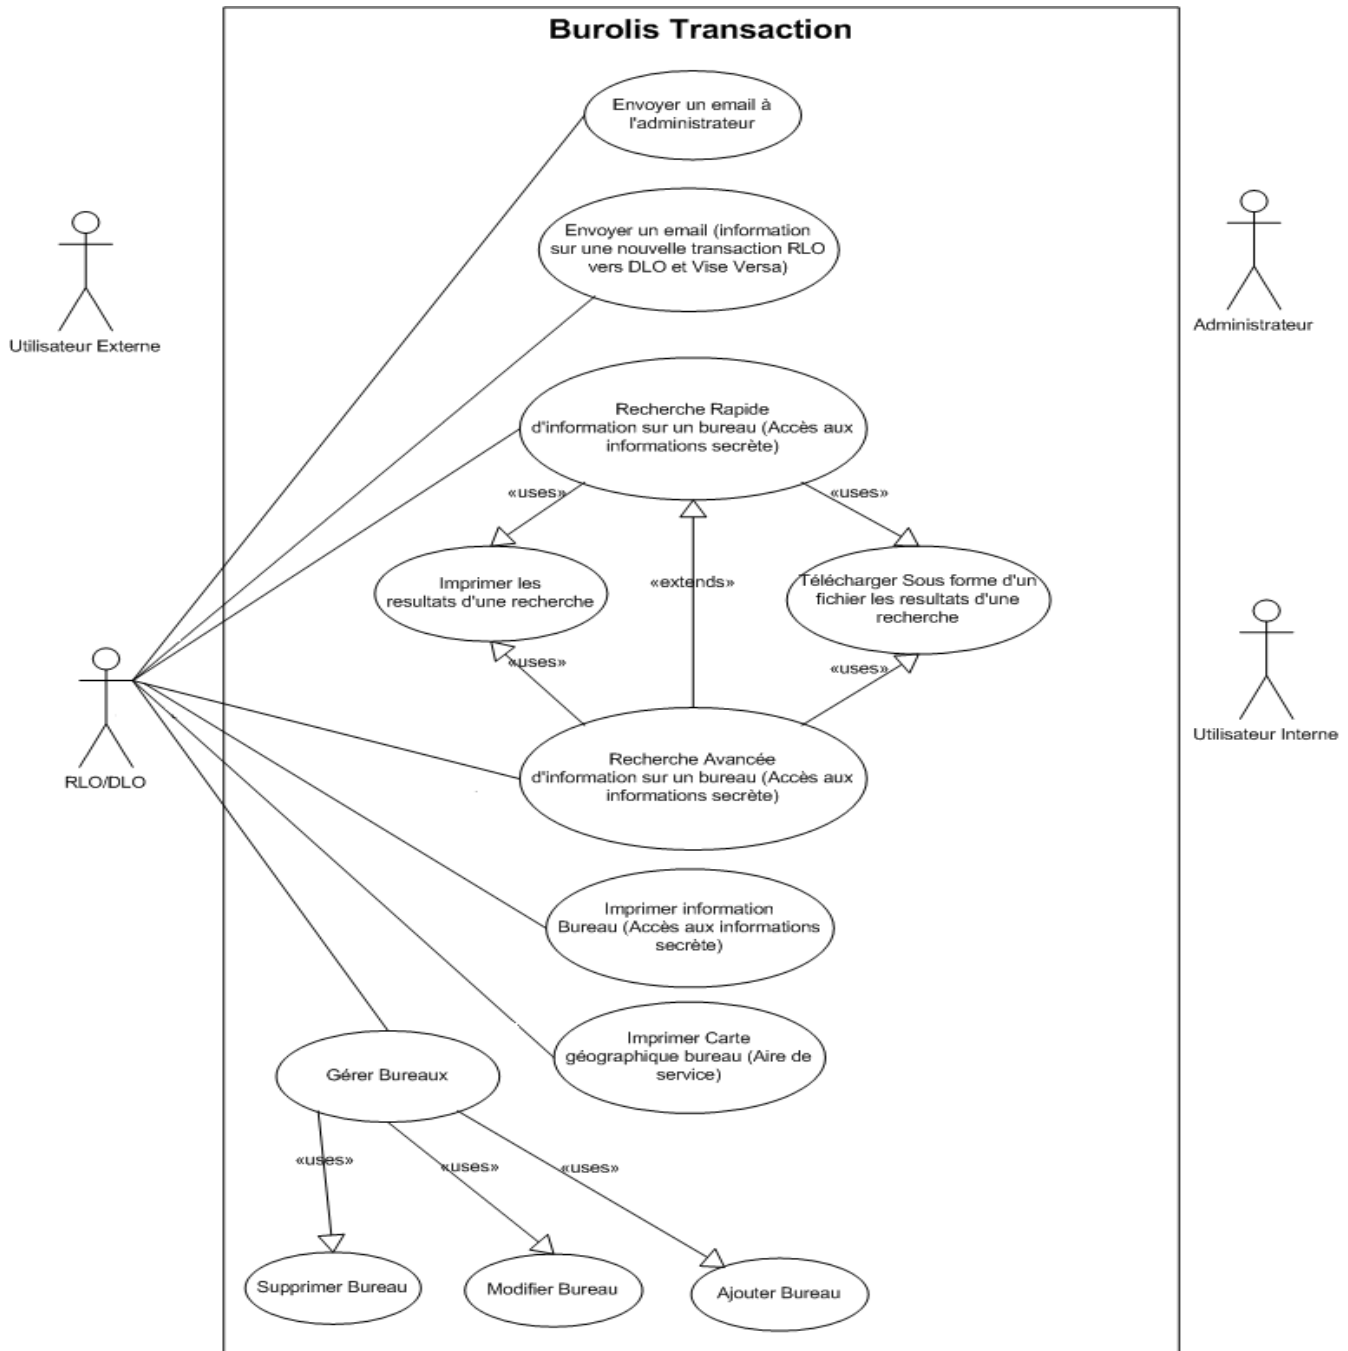 Burolis Transaction
Envoyer un email à
l'administrateur
Envoyer un email (information
sur une nouvelle transaction RLO
vers DLO et Vise Versa)
Utilisateur Externe
Administrateur
Recherche Rapide
d'information sur un bureau (Accès aux
informations secrète)
«uses»
«uses»
Imprimer les
resultats d'une recherche
«extends»
Télécharger Sous forme d'un
fichier les resultats d'une
recherche
«uses»
«uses»
Utilisateur Interne
RLO/DLO
Recherche Avancée
d'information sur un bureau (Accès aux
informations secrète)
Imprimer information
Bureau (Accès aux informations
secrète)
Imprimer Carte
géographique bureau (Aire de
service)
Gérer Bureaux
«uses»
«uses»
«uses»
Supprimer Bureau
Modifier Bureau
Ajouter Bureau